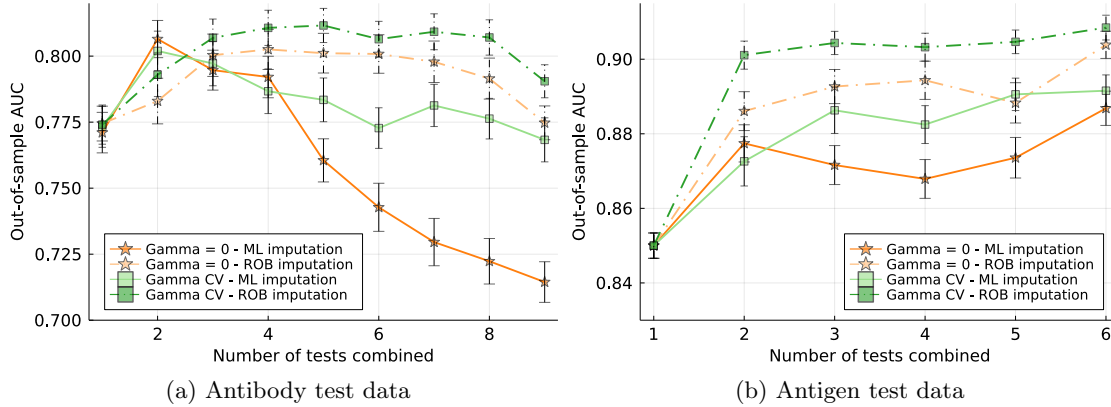 Out-of-sample AUC
0.800
0.775
0.750
0.725
0.700
Gamma = 0 - ML imputation
Gamma = 0 - ROB imputation
Gamma CV - ML imputation
Gamma CV - ROB imputation
2 4 6 8
Number of tests combined
(a) Antibody test data
Out-of-sample AUC
0.90
0.88
0.86
0.84
Gamma = 0 - ML imputation
Gamma = 0 - ROB imputation
Gamma CV - ML imputation
Gamma CV - ROB imputation
1 2 3 4 5 6
Number of tests combined
(b) Antigen test data